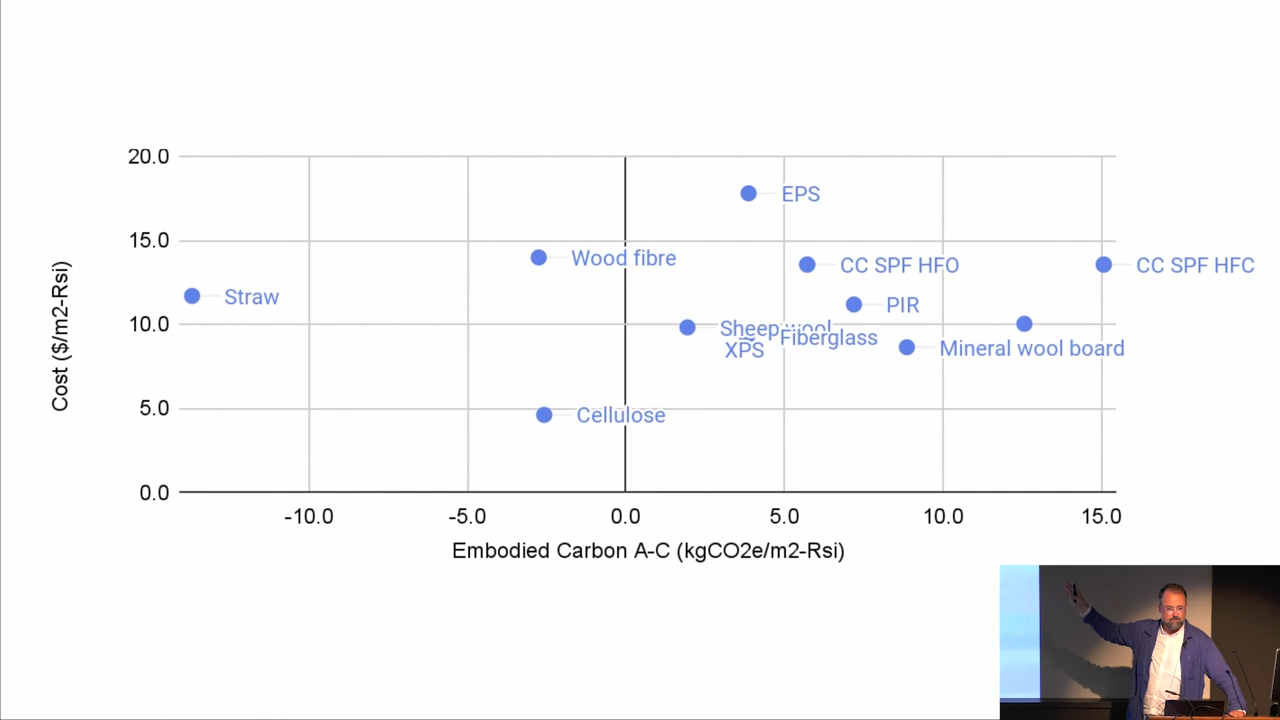 20.0
EPS
15.0
Wood fibre
CC SPF HFO
CC SPF HFC
Straw
PIR
10.0
Sheep wool
Fiberglass
XPS
Mineral wool board
5.0
Cellulose
0.0
-10.0 -5.0 0.0 5.0 10.0 15.0
Cost ($/m2-Rsi)
Embodied Carbon A-C (kgCO2e/m2-Rsi)